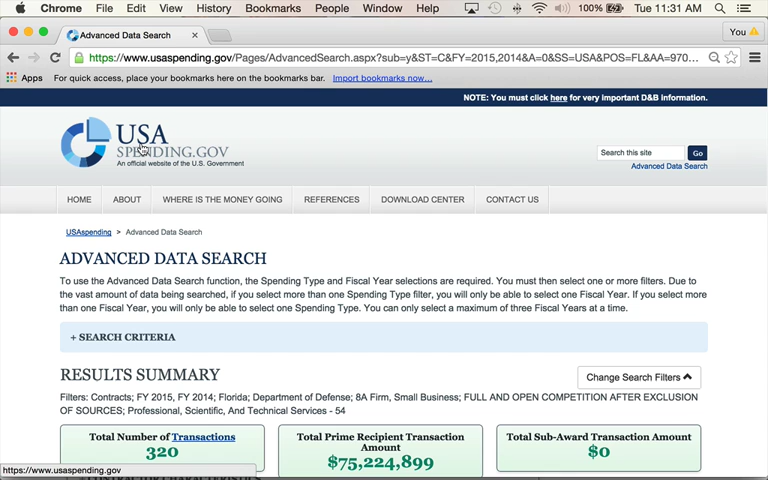 Chrome File Edit View History Bookmarks People Window Help 100% Tue 11:31 AM
Advanced Data Search You
https://www.usaspending.gov/Pages/AdvancedSearch.aspx?sub=y&ST=C&FY=2015,2014&A=0&SS=USA&POS=FL&AA=970...
Apps For quick access, place your bookmarks here on the bookmarks bar. Import bookmarks now...
NOTE: You must click here for very important D&B information.
USA
SPENDING.GOV
An official website of the U.S. Government
Search this site Go
Advanced Data Search
HOME ABOUT WHERE IS THE MONEY GOING REFERENCES DOWNLOAD CENTER CONTACT US
USAspending > Advanced Data Search
ADVANCED DATA SEARCH
To use the Advanced Data Search function, the Spending Type and Fiscal Year selections are required. You must then select one or more filters. Due to
the vast amount of data being searched, if you select more than one Spending Type filter, you will only be able to select one Fiscal Year. If you select more
than one Fiscal Year, you will only be able to select one Spending Type. You can only select a maximum of three Fiscal Years at a time.
+ SEARCH CRITERIA
RESULTS SUMMARY Change Search Filters
Filters: Contracts; FY 2015, FY 2014; Florida; Department of Defense; 8A Firm, Small Business; FULL AND OPEN COMPETITION AFTER EXCLUSION
OF SOURCES; Professional, Scientific, And Technical Services - 54
Total Number of Transactions
320
Total Prime Recipient Transaction
Amount
$75,224,899
Total Sub-Award Transaction Amount
$0
https://www.usaspending.gov